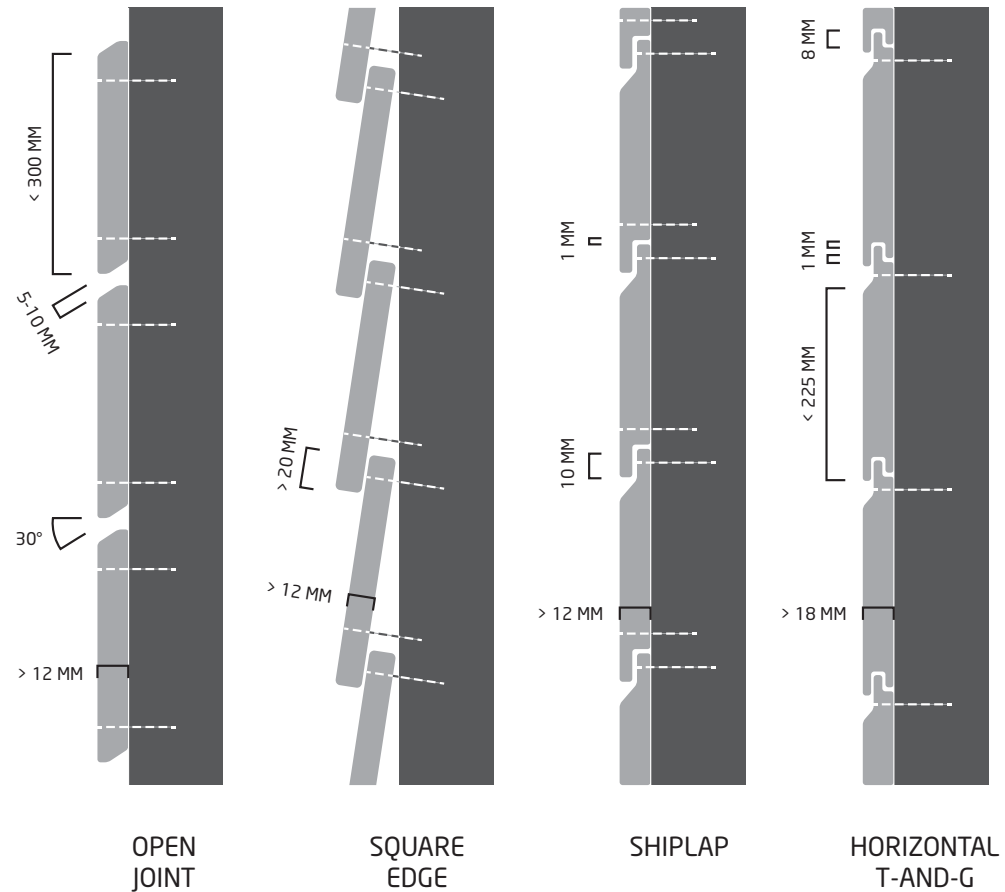 < 300 MM
5-10 MM
30°
> 12 MM
> 20 MM
> 12 MM
1 MM
10 MM
> 12 MM
8 MM
1 MM
< 225 MM
> 18 MM
OPEN
JOINT
SQUARE
EDGE
SHIPLAP
HORIZONTAL
T-AND-G